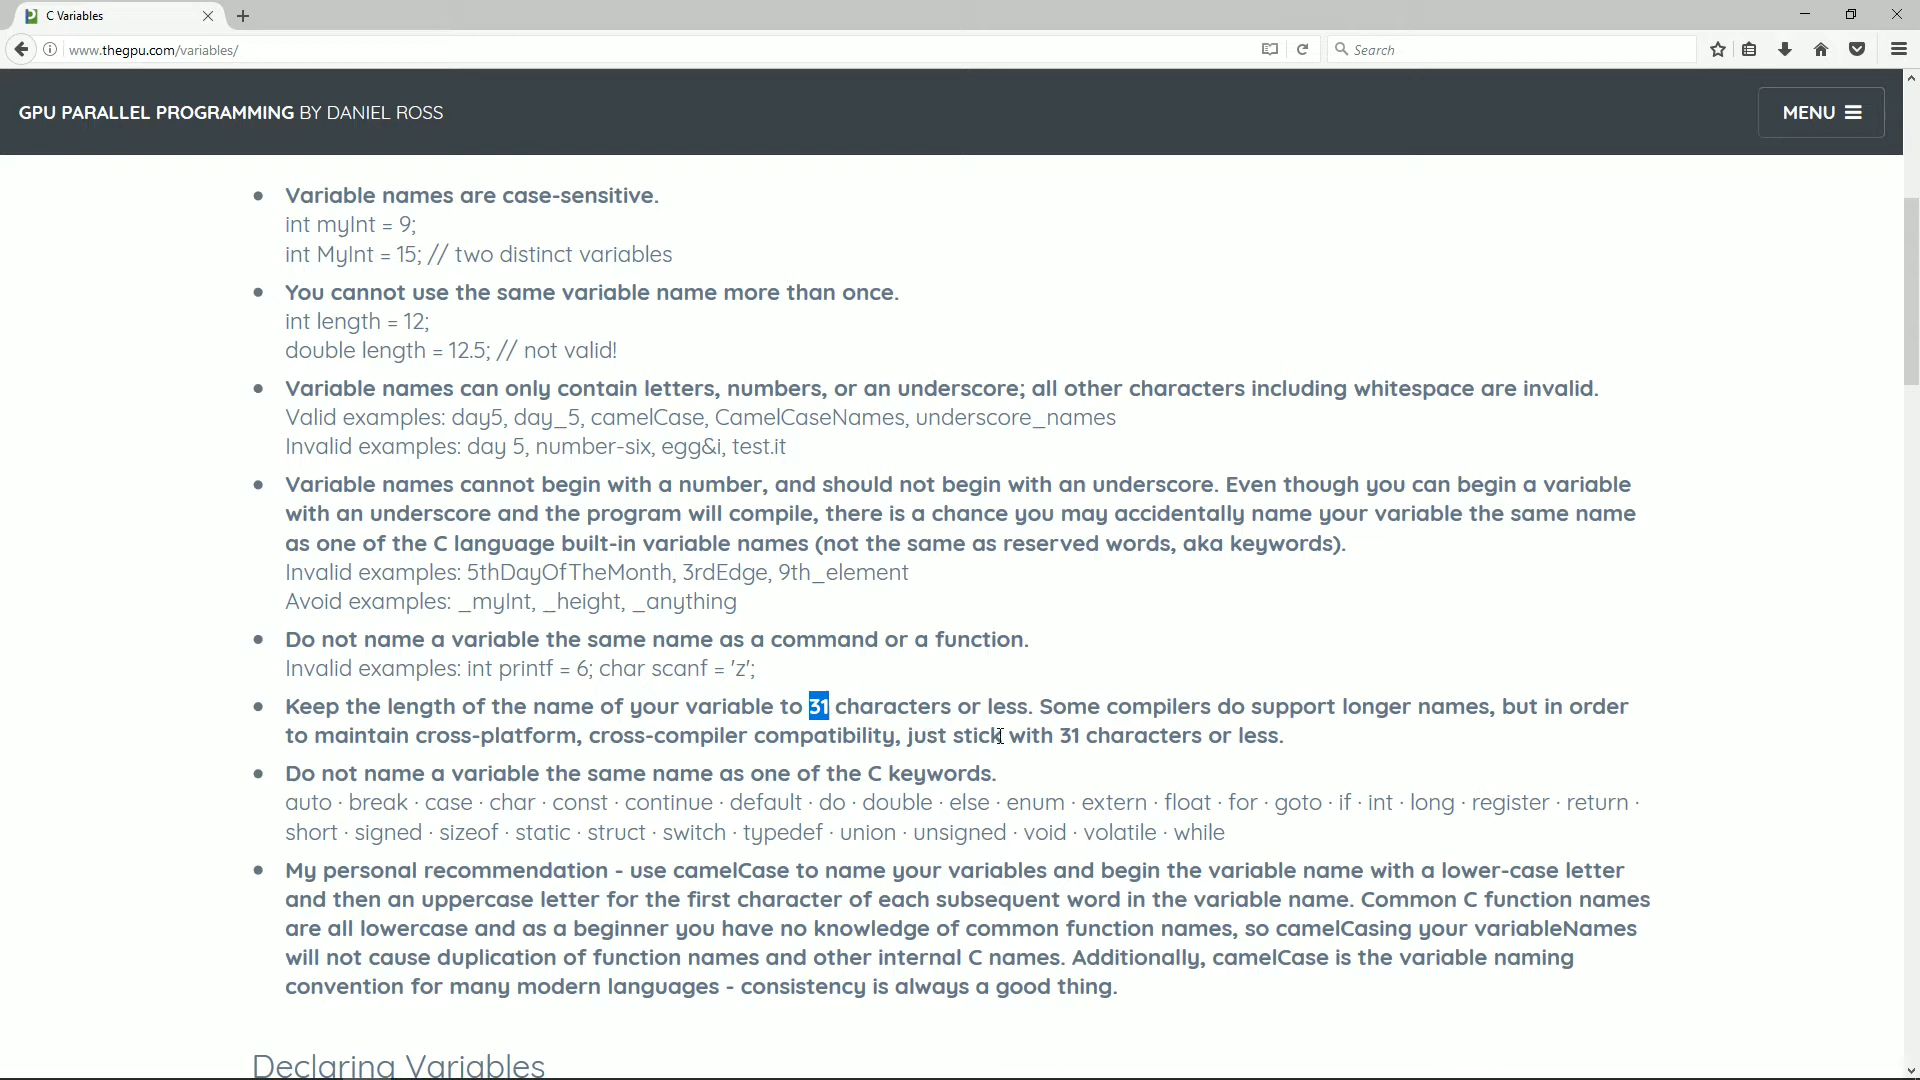 C Variables
www.thegpu.com/variables/
Search
GPU PARALLEL PROGRAMMING BY DANIEL ROSS
MENU
• Variable names are case-sensitive.
int myInt = 9;
int MyInt = 15; // two distinct variables
• You cannot use the same variable name more than once.
int length = 12;
double length = 12.5; // not valid!
• Variable names can only contain letters, numbers, or an underscore; all other characters including whitespace are invalid.
Valid examples: day5, day_5, camelCase, CamelCaseNames, underscore_names
Invalid examples: day 5, number-six, egg&i, test.it
• Variable names cannot begin with a number, and should not begin with an underscore. Even though you can begin a variable
with an underscore and the program will compile, there is a chance you may accidentally name your variable the same name
as one of the C language built-in variable names (not the same as reserved words, aka keywords).
Invalid examples: 5thDayOfTheMonth, 3rdEdge, 9th_element
Avoid examples: _myInt, _height, _anything
• Do not name a variable the same name as a command or a function.
Invalid examples: int printf = 6; char scanf = 'z';
• Keep the length of the name of your variable to 31 characters or less. Some compilers do support longer names, but in order
to maintain cross-platform, cross-compiler compatibility, just stick with 31 characters or less.
• Do not name a variable the same name as one of the C keywords.
auto · break · case · char · const · continue · default · do · double · else · enum · extern · float · for · goto · if · int · long · register · return ·
short · signed · sizeof · static · struct · switch · typedef · union · unsigned · void · volatile · while
• My personal recommendation - use camelCase to name your variables and begin the variable name with a lower-case letter
and then an uppercase letter for the first character of each subsequent word in the variable name. Common C function names
are all lowercase and as a beginner you have no knowledge of common function names, so camelCasing your variableNames
will not cause duplication of function names and other internal C names. Additionally, camelCase is the variable naming
convention for many modern languages - consistency is always a good thing.
Declaring Variables